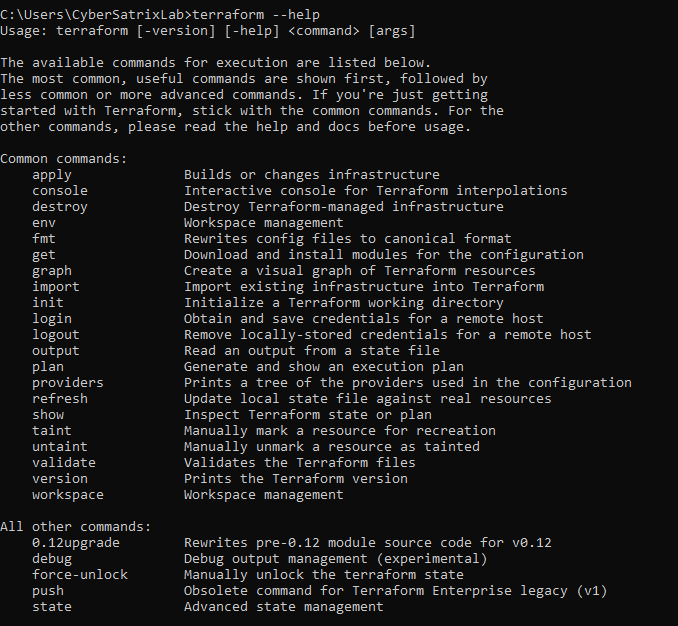 C:\Users\CyberSatrixLab>terraform --help
Usage: terraform [-version] [-help] <command> [args]

The available commands for execution are listed below.
The most common, useful commands are shown first, followed by
less common or more advanced commands. If you're just getting
started with Terraform, stick with the common commands. For the
other commands, please read the help and docs before usage.

Common commands:
    apply              Builds or changes infrastructure
    console            Interactive console for Terraform interpolations
    destroy            Destroy Terraform-managed infrastructure
    env                Workspace management
    fmt                Rewrites config files to canonical format
    get                Download and install modules for the configuration
    graph              Create a visual graph of Terraform resources
    import             Import existing infrastructure into Terraform
    init               Initialize a Terraform working directory
    login              Obtain and save credentials for a remote host
    logout             Remove locally-stored credentials for a remote host
    output             Read an output from a state file
    plan               Generate and show an execution plan
    providers          Prints a tree of the providers used in the configuration
    refresh            Update local state file against real resources
    show               Inspect Terraform state or plan
    taint              Manually mark a resource for recreation
    untaint            Manually unmark a resource as tainted
    validate           Validates the Terraform files
    version            Prints the Terraform version
    workspace          Workspace management

All other commands:
    0.12upgrade        Rewrites pre-0.12 module source code for v0.12
    debug              Debug output management (experimental)
    force-unlock       Manually unlock the terraform state
    push               Obsolete command for Terraform Enterprise legacy (v1)
    state              Advanced state management